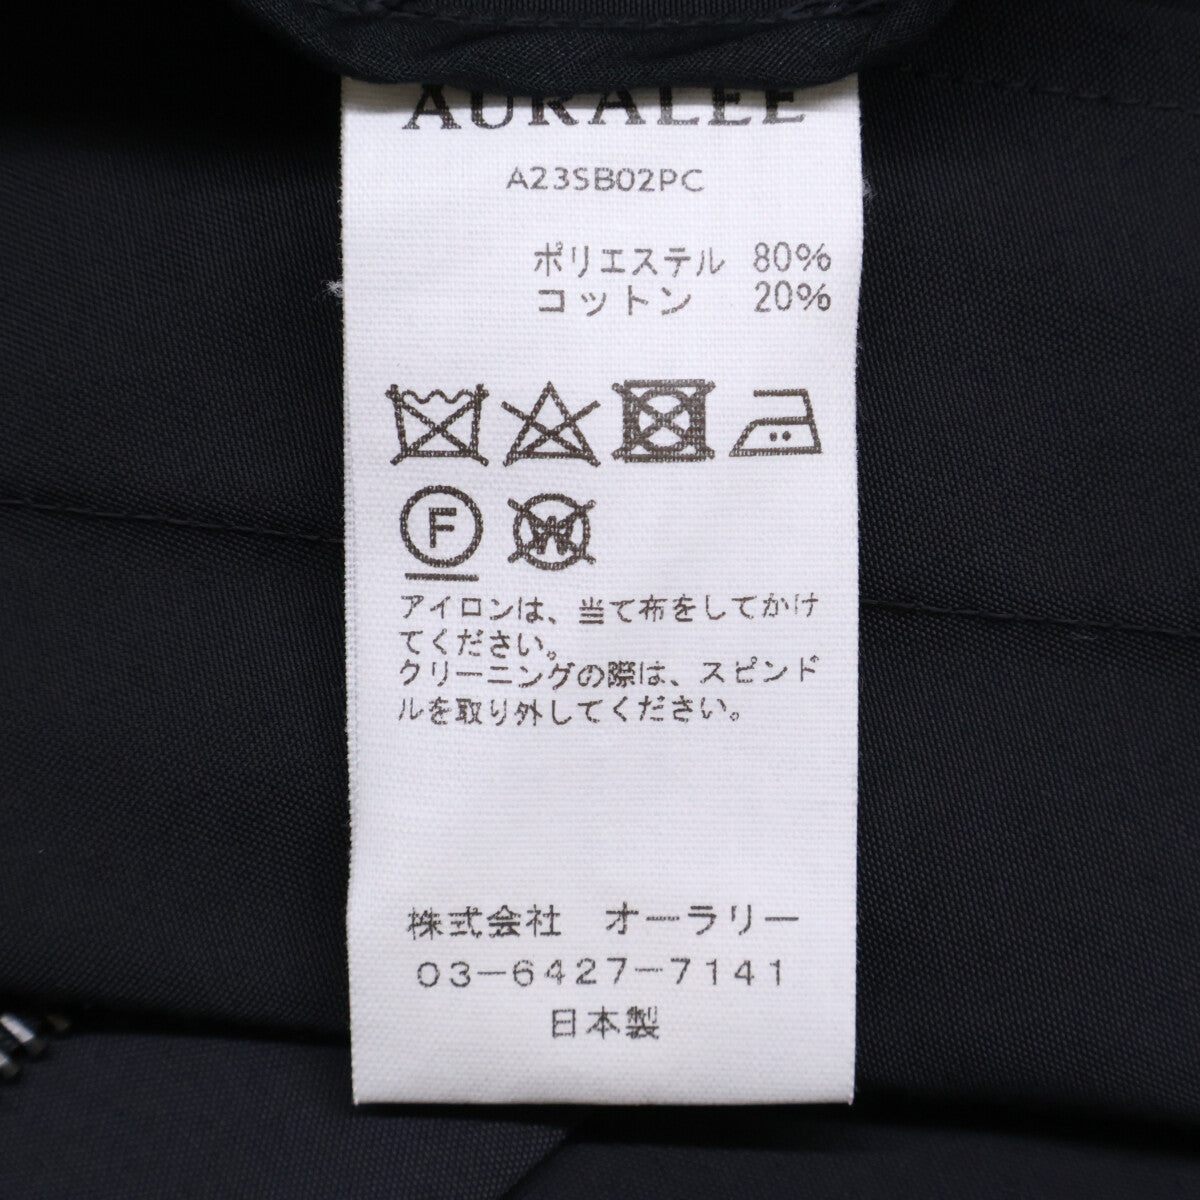 AURALEE
A23SB02PC
ポリエステル 80%
コットン 20%
F W
アイロンは、当て布をしてかけ
てください。
クリーニングの際は、スピンド
ルを取り外してください。
株式会社 オーラリー
03-6427-7141
日本製